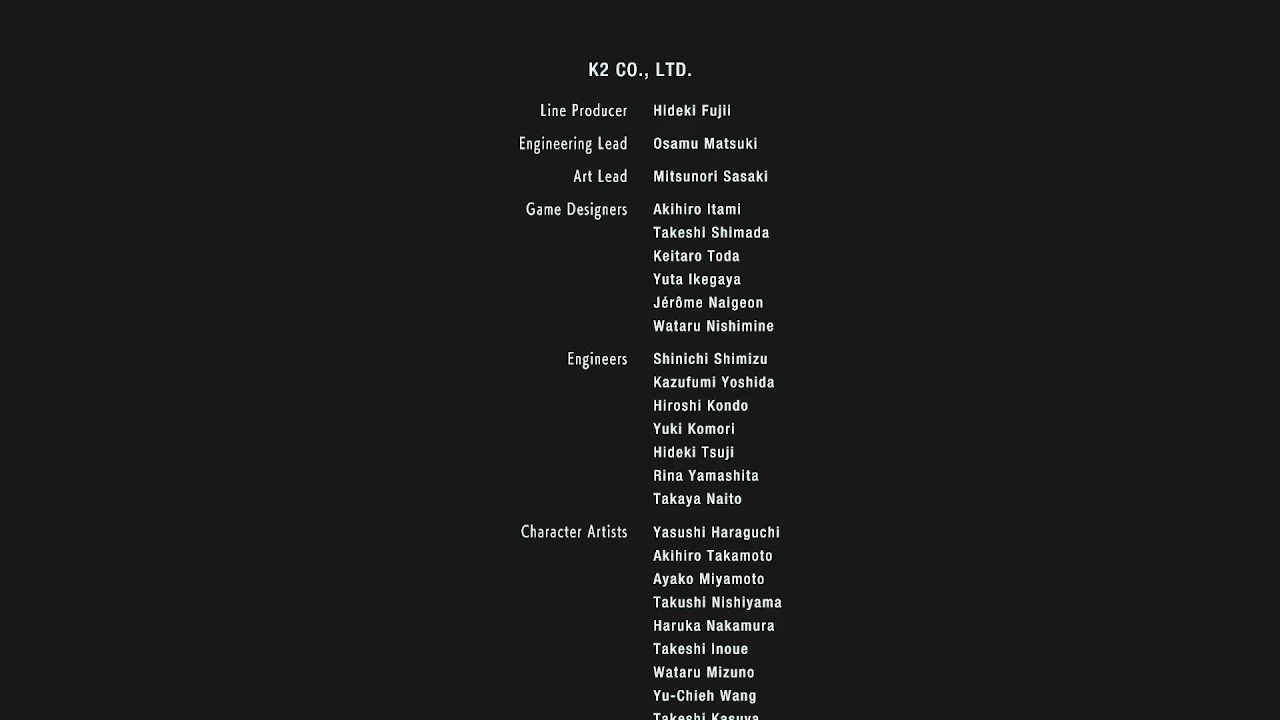 K2 CO., LTD.
Line Producer Hideki Fujii
Engineering Lead Osamu Matsuki
Art Lead Mitsunori Sasaki
Game Designers Akihiro Itami
Takeshi Shimada
Keitaro Toda
Yuta Ikegaya
Jérôme Naigeon
Wataru Nishimine
Engineers Shinichi Shimizu
Kazufumi Yoshida
Hiroshi Kondo
Yuki Komori
Hideki Tsuji
Rina Yamashita
Takaya Naito
Character Artists Yasushi Haraguchi
Akihiro Takamoto
Ayako Miyamoto
Takushi Nishiyama
Haruka Nakamura
Takeshi Inoue
Wataru Mizuno
Yu-Chieh Wang
Takeshi Kasuya